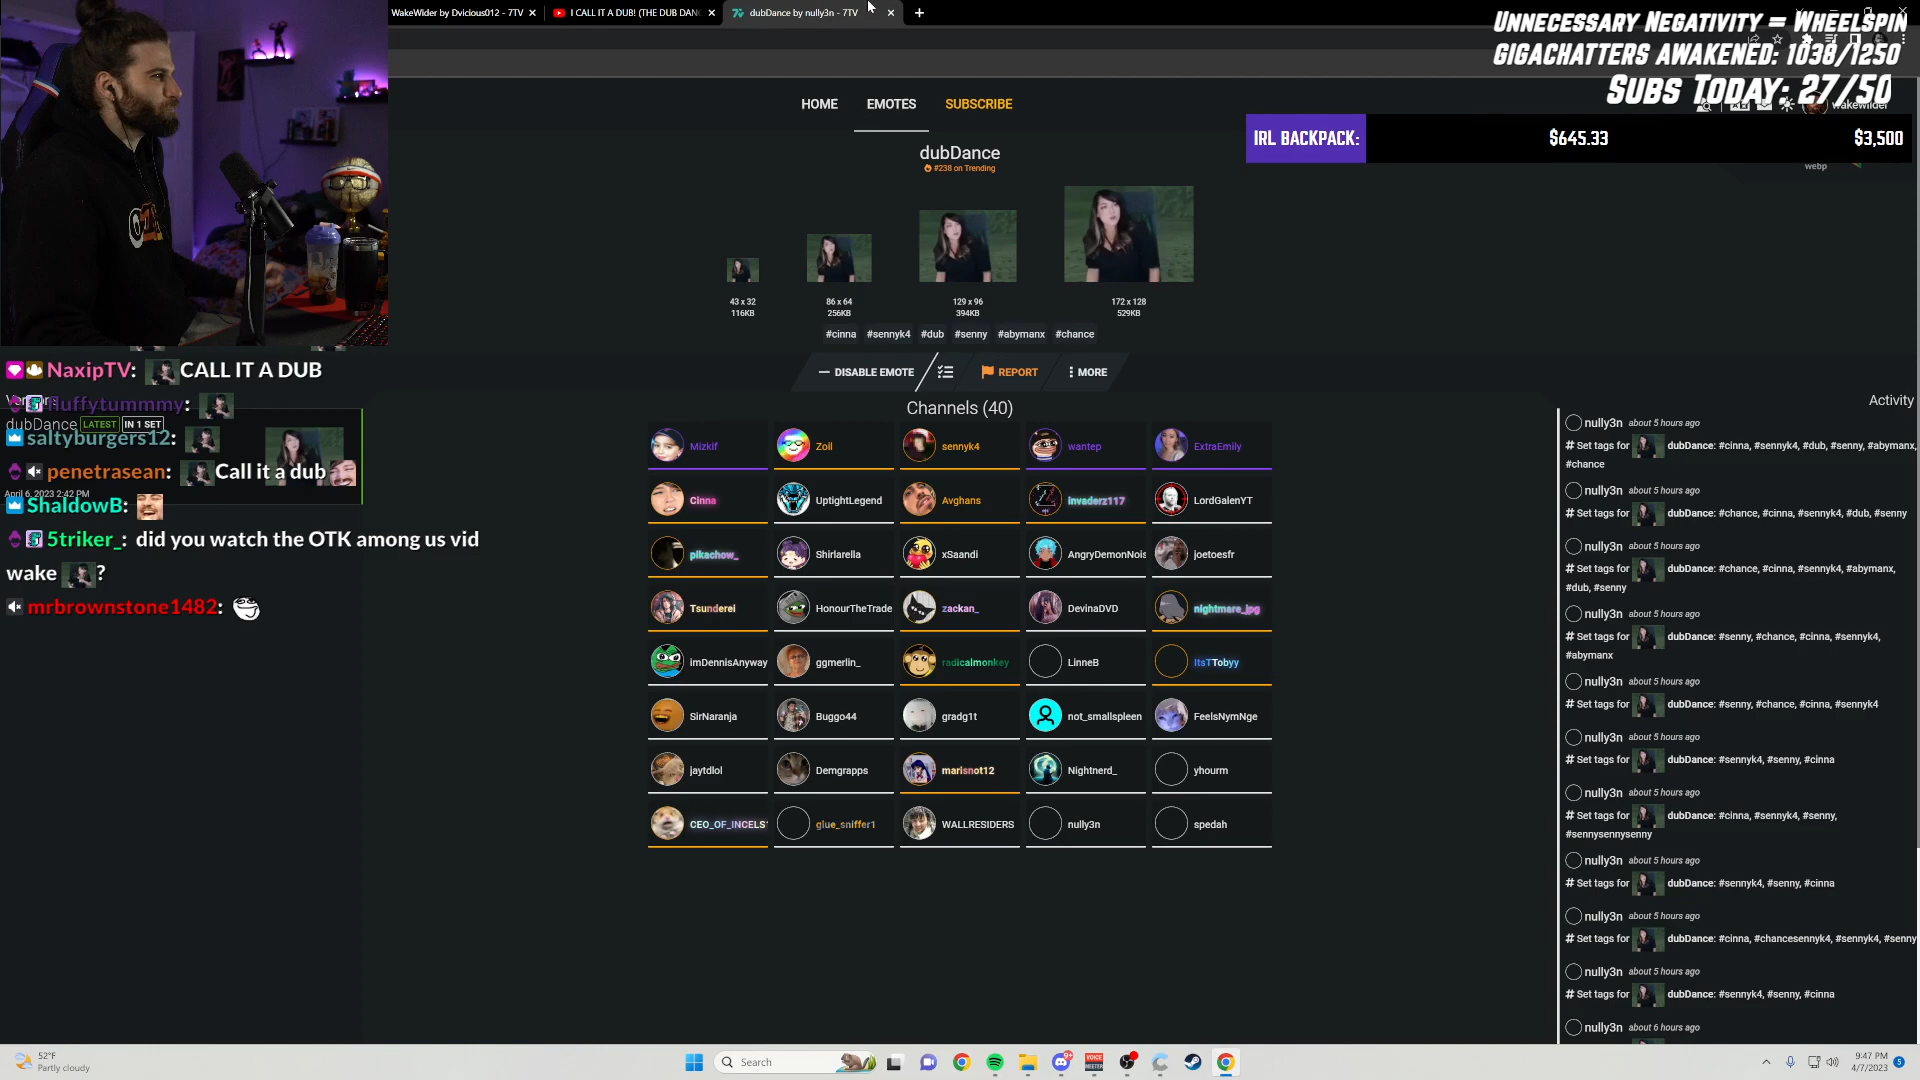 WakeWider by Dvicious012 - 7TV
I CALL IT A DUB! (THE DUB DAN
dubDance by nully3n - 7TV
UNNECESSARY NEGATIVITY = WHEELSPIN
GIGACHATTERS AWAKENED: 1038/1250
SUBS TODAY: 27/50
wakewilder
HOME EMOTES SUBSCRIBE
IRL BACKPACK: $645.33 $3,500
webp
dubDance
#238 on Trending
43 x 32 86 x 64 129 x 96 172 x 128
116KB 256KB 394KB 529KB
#cinna #sennyk4 #dub #senny #abymanx #chance
DISABLE EMOTE REPORT MORE
NaxipTV: CALL IT A DUB
fluffytummmy:
dubDance LATEST IN 1 SET
saltyburgers12:
penetrasean: Call it a dub
April 6, 2023 2:42 PM
ShaldowB:
5triker_: did you watch the OTK among us vid
wake ?
mrbrownstone1482:
Channels (40)
Mizkif Zoil sennyk4 wantep ExtraEmily
Cinna UptightLegend Avghans invaderz117 LordGalenYT
pikachow_ Shirlarella xSaandi AngryDemonNois joetoesfr
Tsunderei HonourTheTrade zackan_ DevinaDVD nightmare_jpg
imDennisAnyway ggmerlin_ radicalmonkey LinneB ItsTTobyy
SirNaranja Buggo44 gradg1t not_smallspleen FeelsNymNge
jaytdlol Demgrapps marisnot12 Nightnerd_ yhourm
CEO_OF_INCELS glue_sniffer1 WALLRESIDERS nully3n spedah
Activity
nully3n about 5 hours ago
# Set tags for dubDance: #cinna, #sennyk4, #dub, #senny, #abymanx,
#chance
nully3n about 5 hours ago
# Set tags for dubDance: #chance, #cinna, #sennyk4, #dub, #senny
nully3n about 5 hours ago
# Set tags for dubDance: #chance, #cinna, #sennyk4, #abymanx,
#dub, #senny
nully3n about 5 hours ago
# Set tags for dubDance: #senny, #chance, #cinna, #sennyk4,
#abymanx
nully3n about 5 hours ago
# Set tags for dubDance: #senny, #chance, #cinna, #sennyk4
nully3n about 5 hours ago
# Set tags for dubDance: #sennyk4, #senny, #cinna
nully3n about 5 hours ago
# Set tags for dubDance: #cinna, #sennyk4, #senny,
#sennysennysenny
nully3n about 5 hours ago
# Set tags for dubDance: #sennyk4, #senny, #cinna
nully3n about 5 hours ago
# Set tags for dubDance: #cinna, #chancesennyk4, #sennyk4, #senny
nully3n about 5 hours ago
# Set tags for dubDance: #sennyk4, #senny, #cinna
nully3n about 6 hours ago
52°F
Partly cloudy
Search
VOICE MEETER
9+
9:47 PM
4/7/2023
5